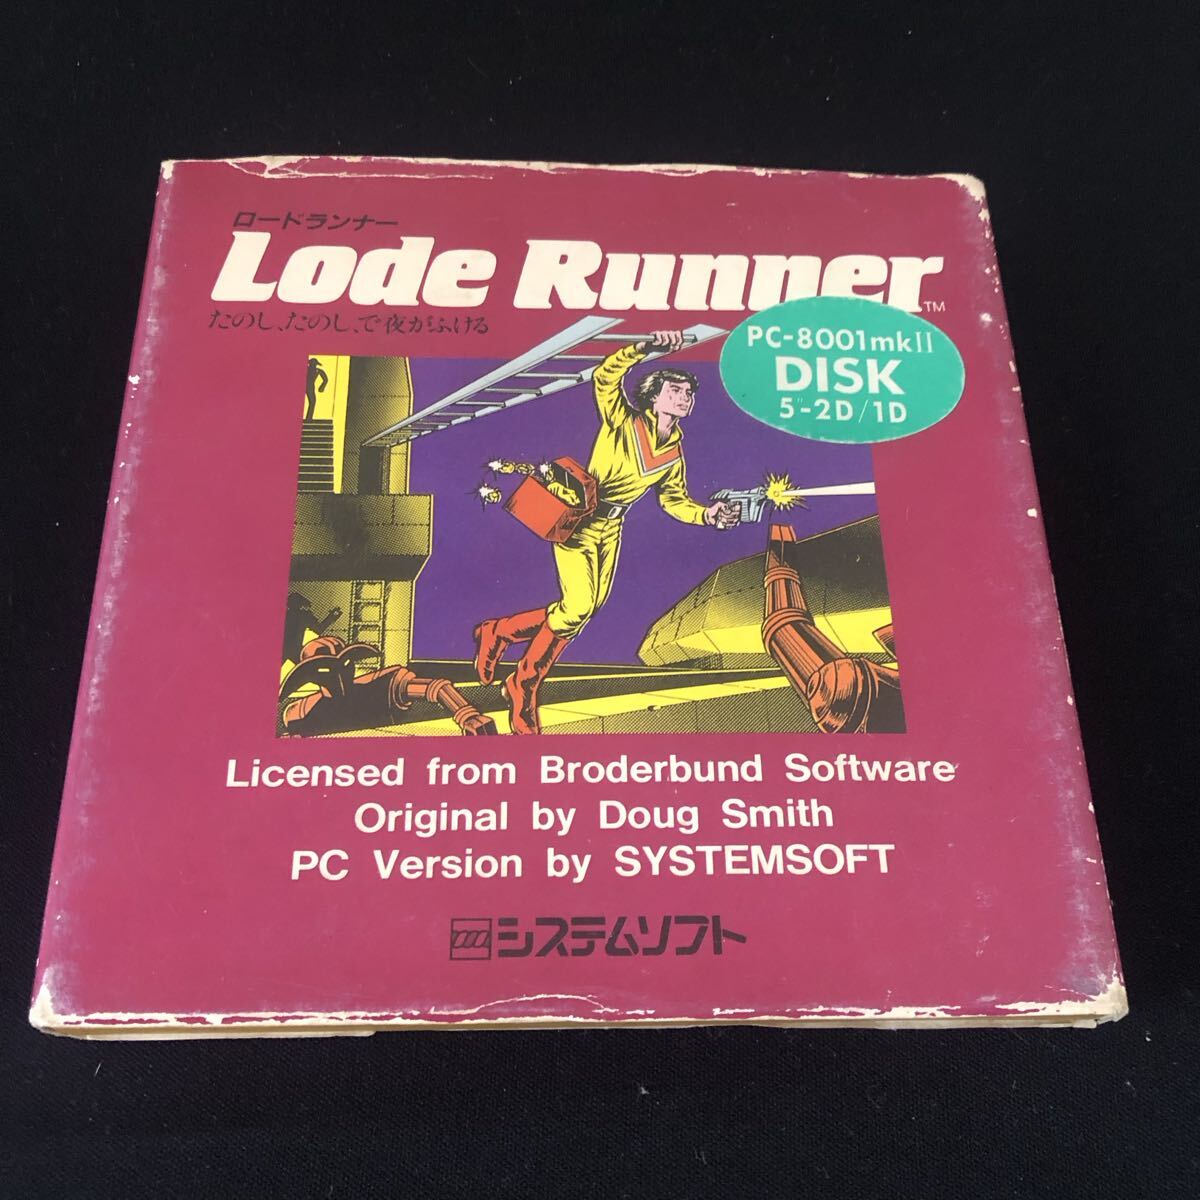 ロードランナー
Lode Runner™
たのし、たのし、で夜がふける
PC-8001mkII
DISK
5"-2D/1D
Licensed from Broderbund Software
Original by Doug Smith
PC Version by SYSTEMSOFT
システムソフト